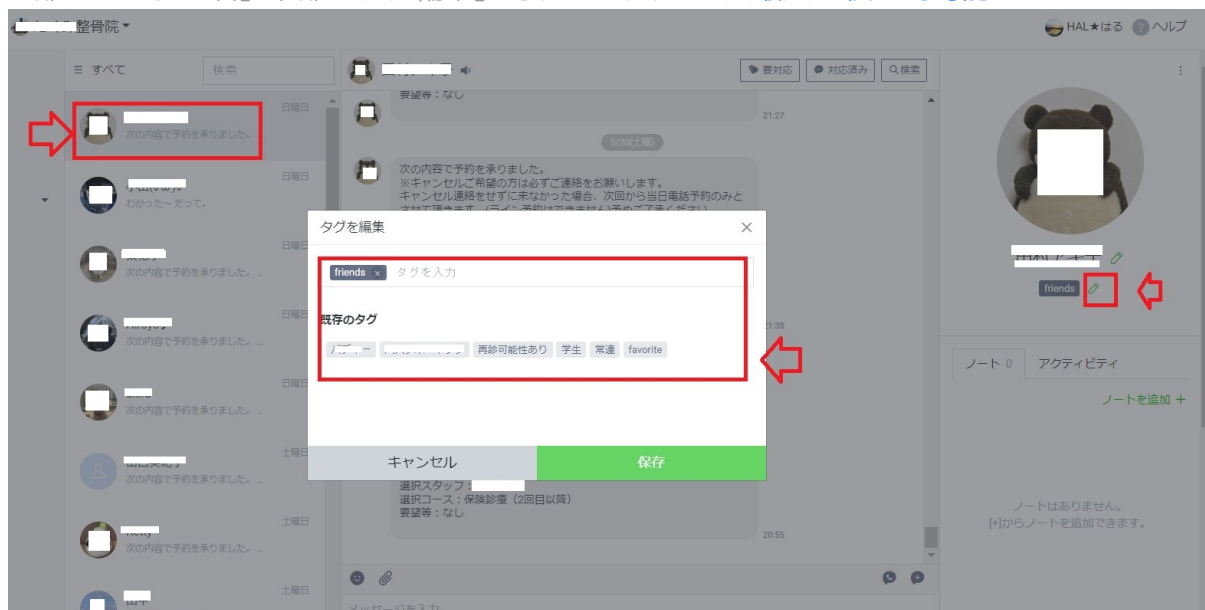 整骨院
HAL★はる
ヘルプ
すべて
検索
要対応
対応済み
検索
日曜日
次の内容で予約を承りました。 ...
日曜日
わかった～だって。
日曜日
次の内容で予約を承りました。 ...
日曜日
次の内容で予約を承りました。 ...
日曜日
次の内容で予約を承りました。 ...
土曜日
次の内容で予約を承りました。 ...
土曜日
次の内容で予約を承りました。 ...
土曜日
要望等：なし
21:27
5/20(土曜)
次の内容で予約を承りました。
※キャンセルご希望の方は必ずご連絡をお願いします。
キャンセル連絡をせずに来なかった場合、次回から当日電話予約のみと
タグを編集
friends
タグを入力
既存のタグ
再診可能性あり
学生
常連
favorite
キャンセル
保存
21:38
選択スタッフ：
選択コース：保険診療（2回目以降）
要望等：なし
20:55
メッセージを入力
friends
ノート 0
アクティビティ
ノートを追加 +
ノートはありません。
[+]からノートを追加できます。